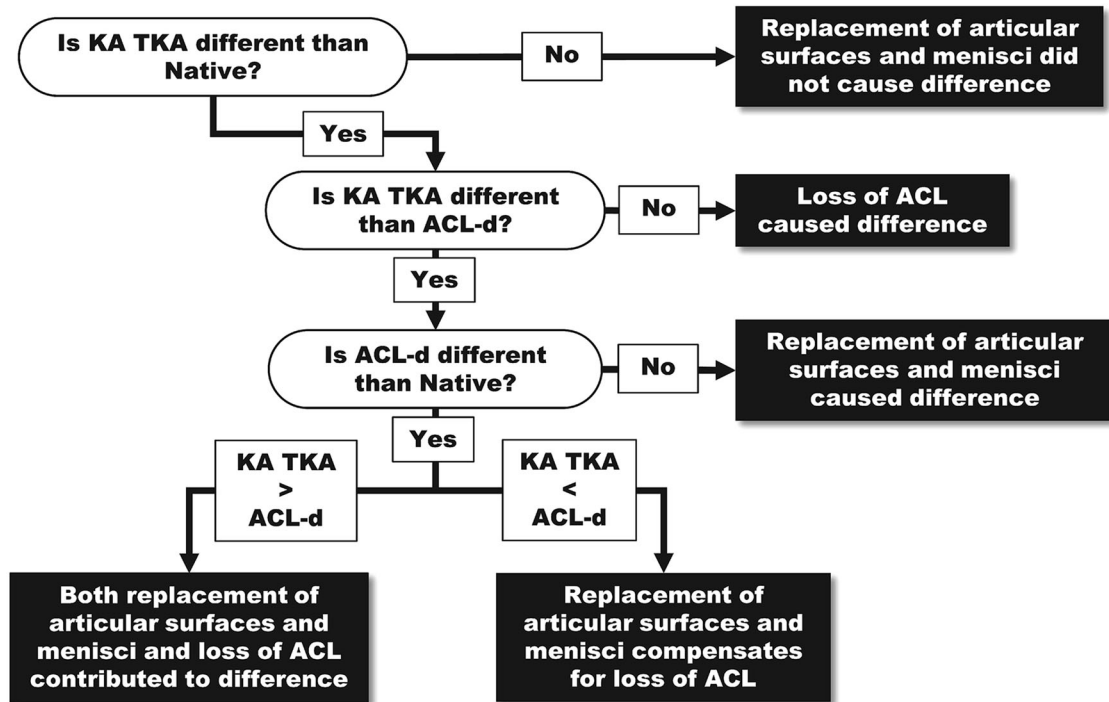 Is KA TKA different than
Native?
No
Replacement of articular
surfaces and menisci did
not cause difference
Yes
Is KA TKA different
than ACL-d?
No
Loss of ACL
caused difference
Yes
Is ACL-d different
than Native?
No
Replacement of articular
surfaces and menisci
caused difference
Yes
KA TKA
>
ACL-d
KA TKA
<
ACL-d
Both replacement of
articular surfaces and
menisci and loss of ACL
contributed to difference
Replacement of
articular surfaces and
menisci compensates
for loss of ACL